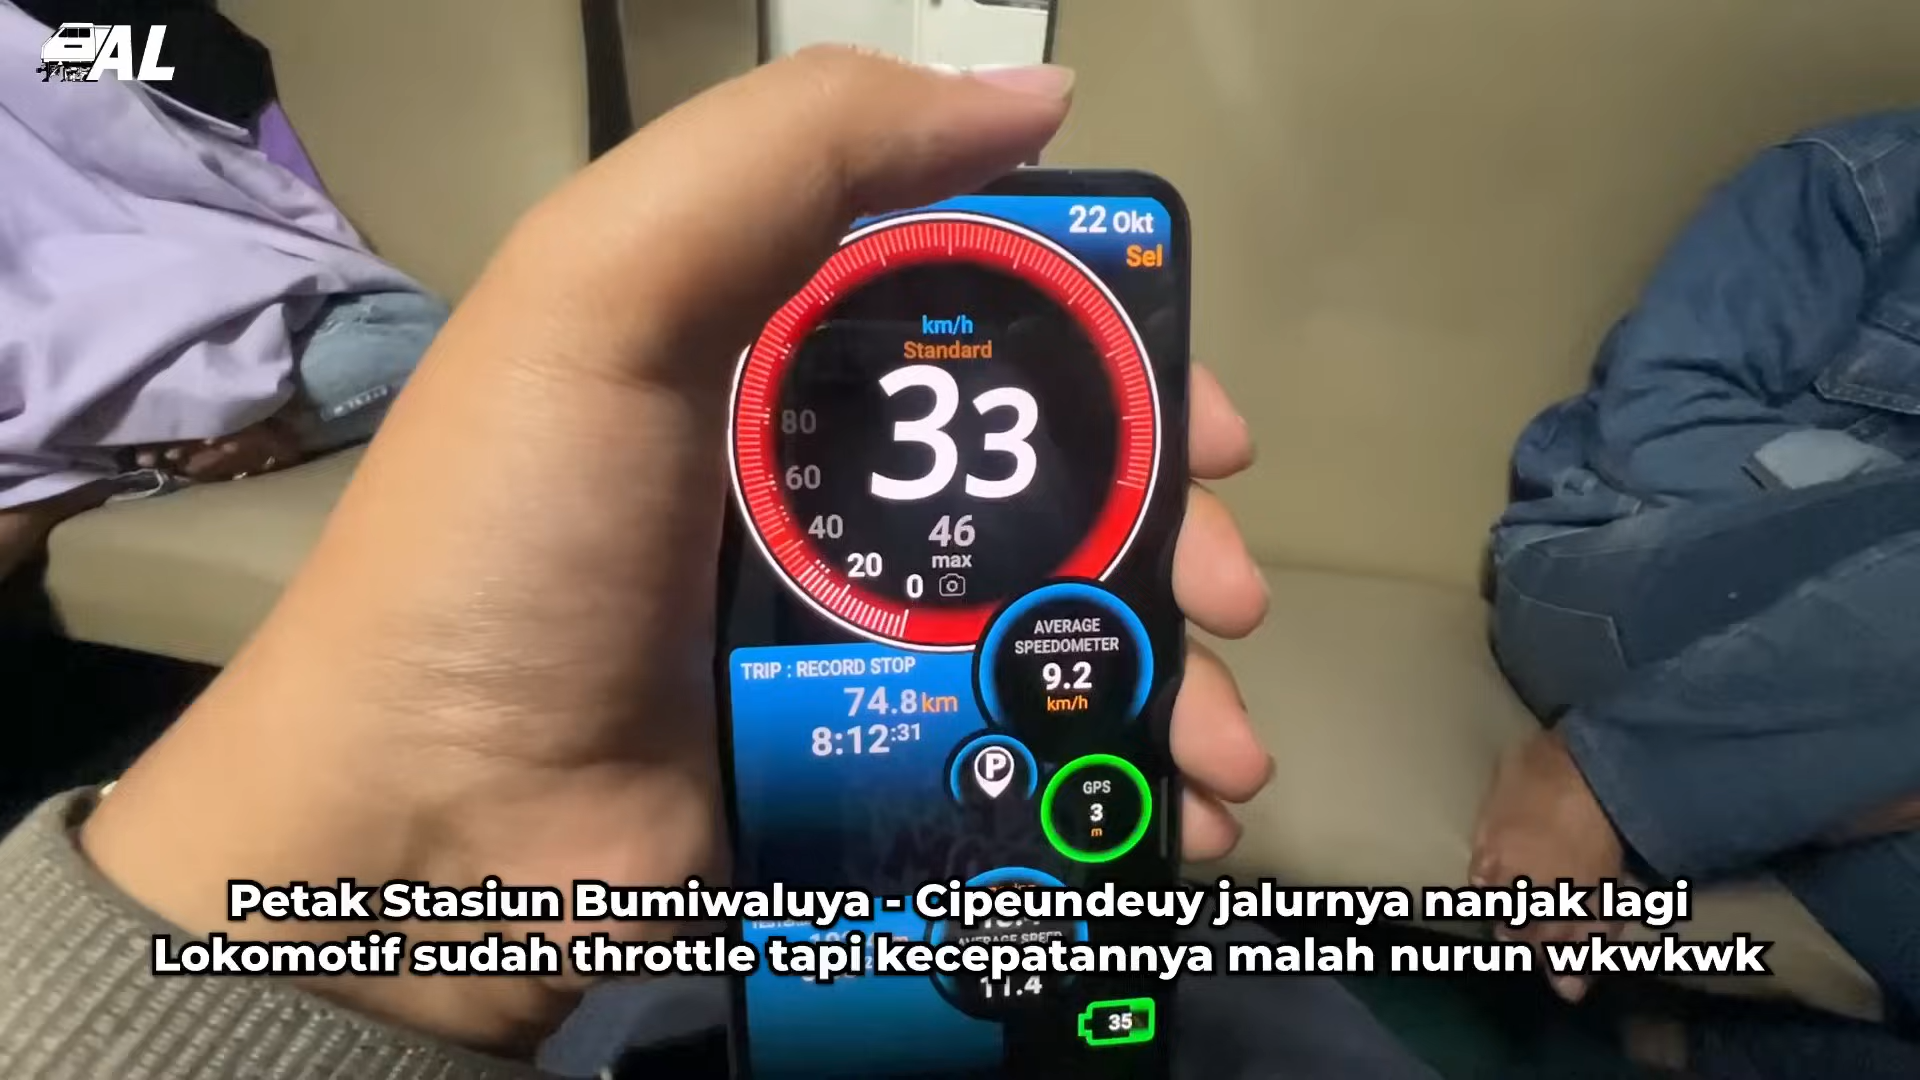 AL
22 Okt
Sel
km/h
Standard
33
80
60
40
20
0
46
max
AVERAGE
SPEEDOMETER
9.2
km/h
TRIP : RECORD STOP
74.8km
8:12:31
P
GPS
3
m
Petak Stasiun Bumiwaluya - Cipeundeuy jalurnya nanjak lagi
Lokomotif sudah throttle tapi kecepatannya malah nurun wkwkwk
AVERAGE SPEED
11.4
35